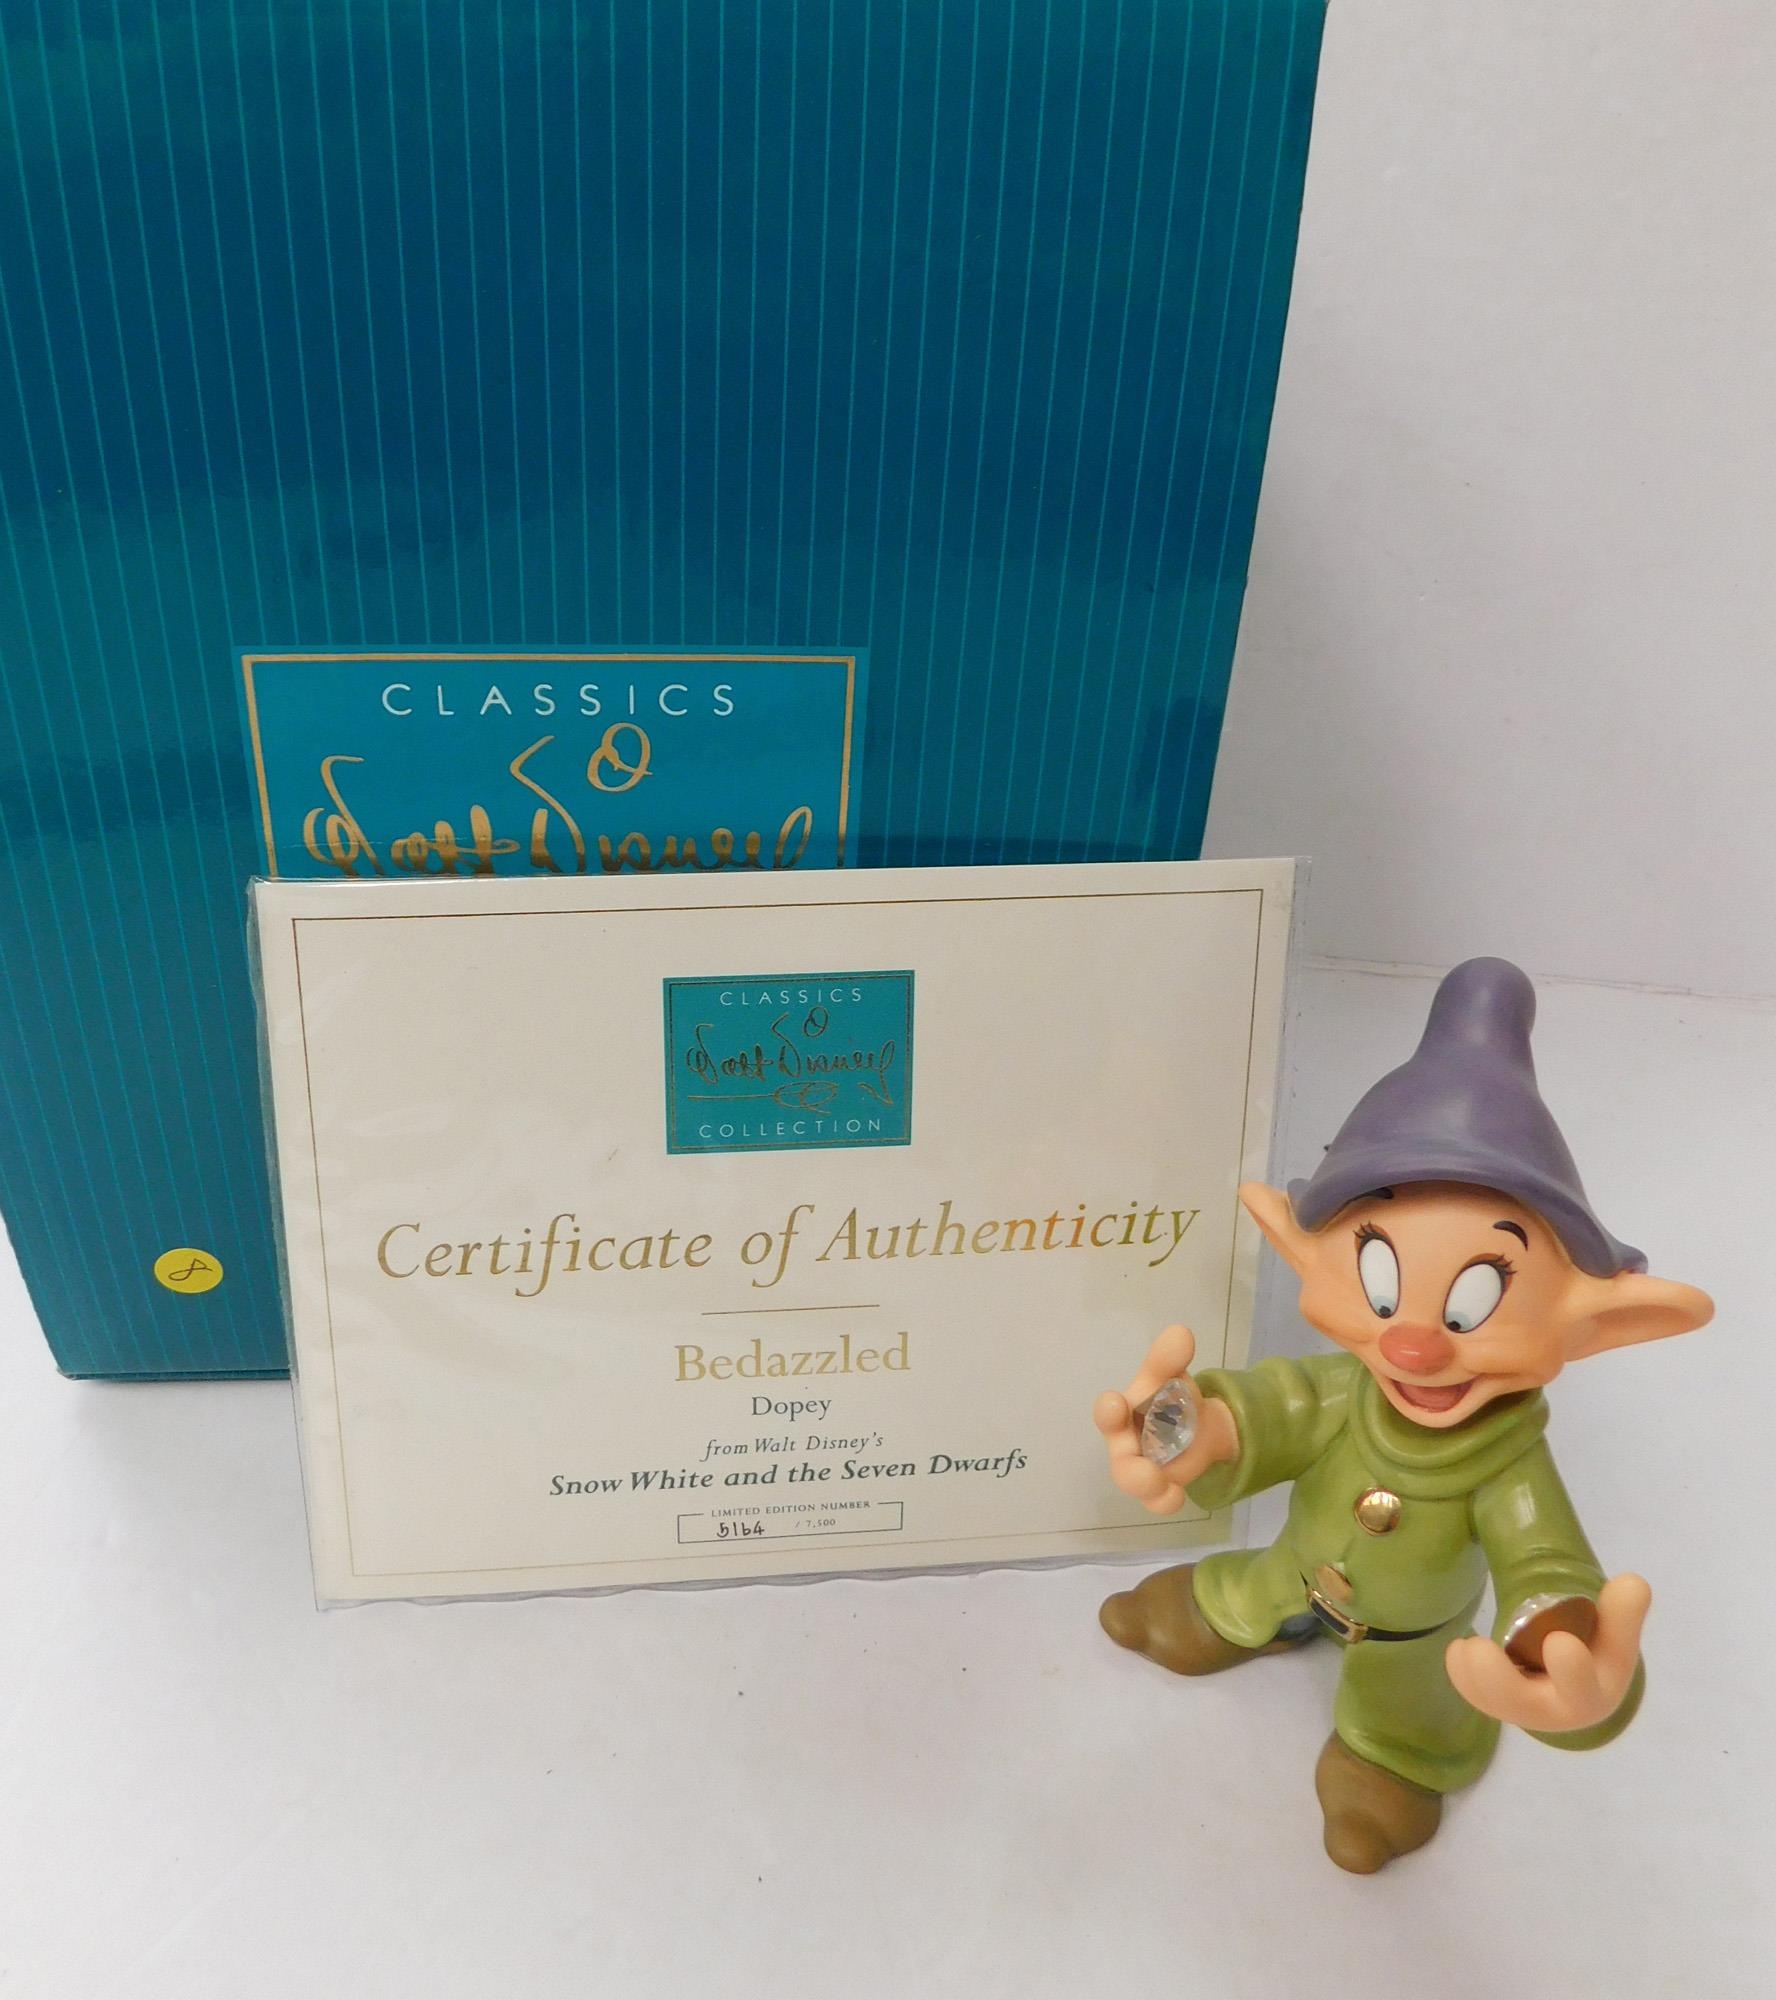 CLASSICS
Walt Disney
CLASSICS
Walt Disney
COLLECTION
Certificate of Authenticity
Bedazzled
Dopey
from Walt Disney's
Snow White and the Seven Dwarfs
LIMITED EDITION NUMBER
5164 / 7,500